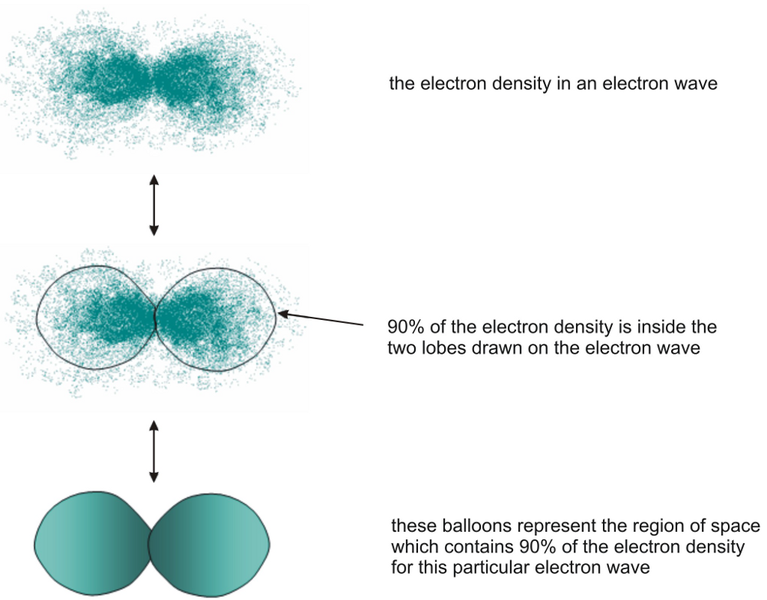 the electron density in an electron wave
90% of the electron density is inside the
two lobes drawn on the electron wave
these balloons represent the region of space
which contains 90% of the electron density
for this particular electron wave